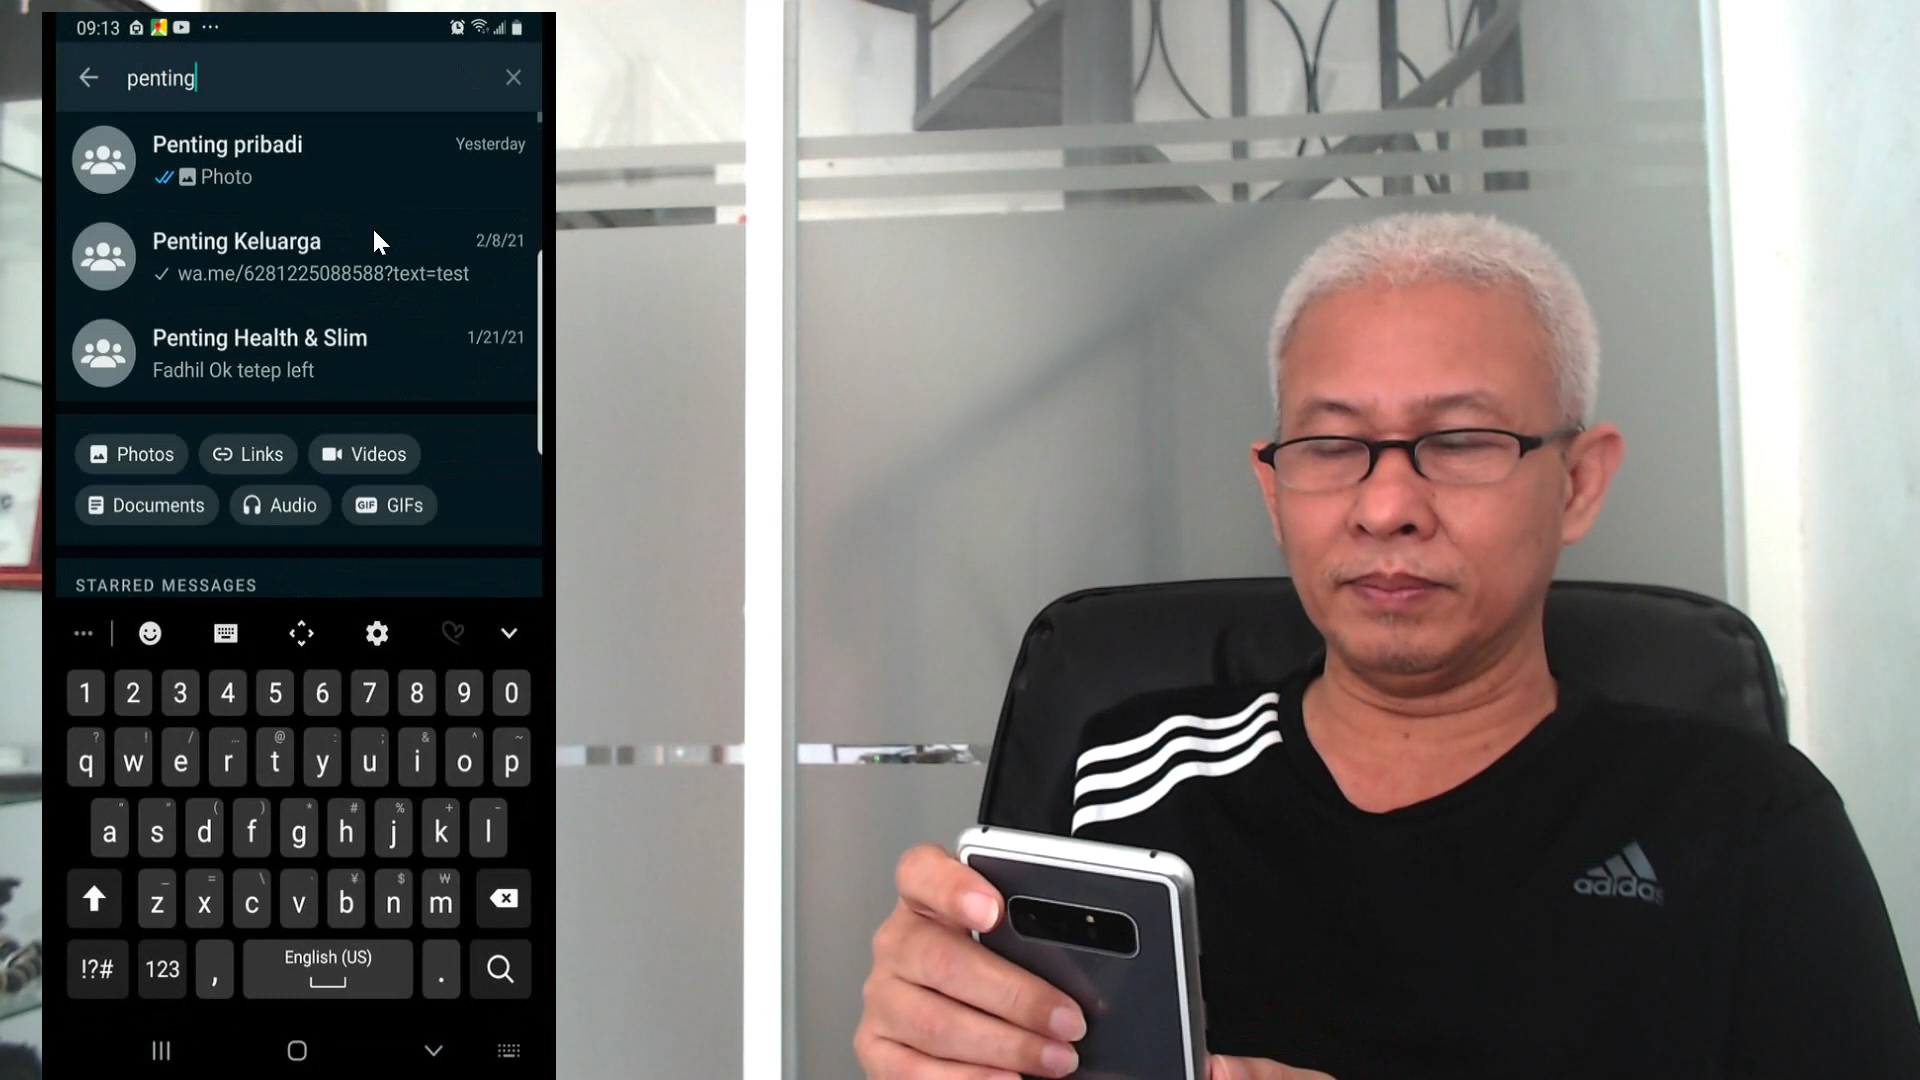 09:13
penting
Penting pribadi
Yesterday
Photo
Penting Keluarga
2/8/21
wa.me/6281225088588?text=test
Penting Health & Slim
1/21/21
Fadhil Ok tetep left
Photos
Links
Videos
Documents
Audio
GIF GIFs
STARRED MESSAGES
1 2 3 4 5 6 7 8 9 0
q w e r t y u i o p
a s d f g h j k l
z x c v b n m
!?# 123 , English (US) .
adidas